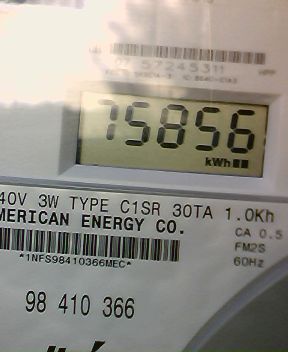 57245311
75856
kWh
40V 3W TYPE C1SR 30TA 1.0Kh
MERICAN ENERGY CO.
CA 0.5
FM2S
*1NFS98410366MEC*
60Hz
98 410 366